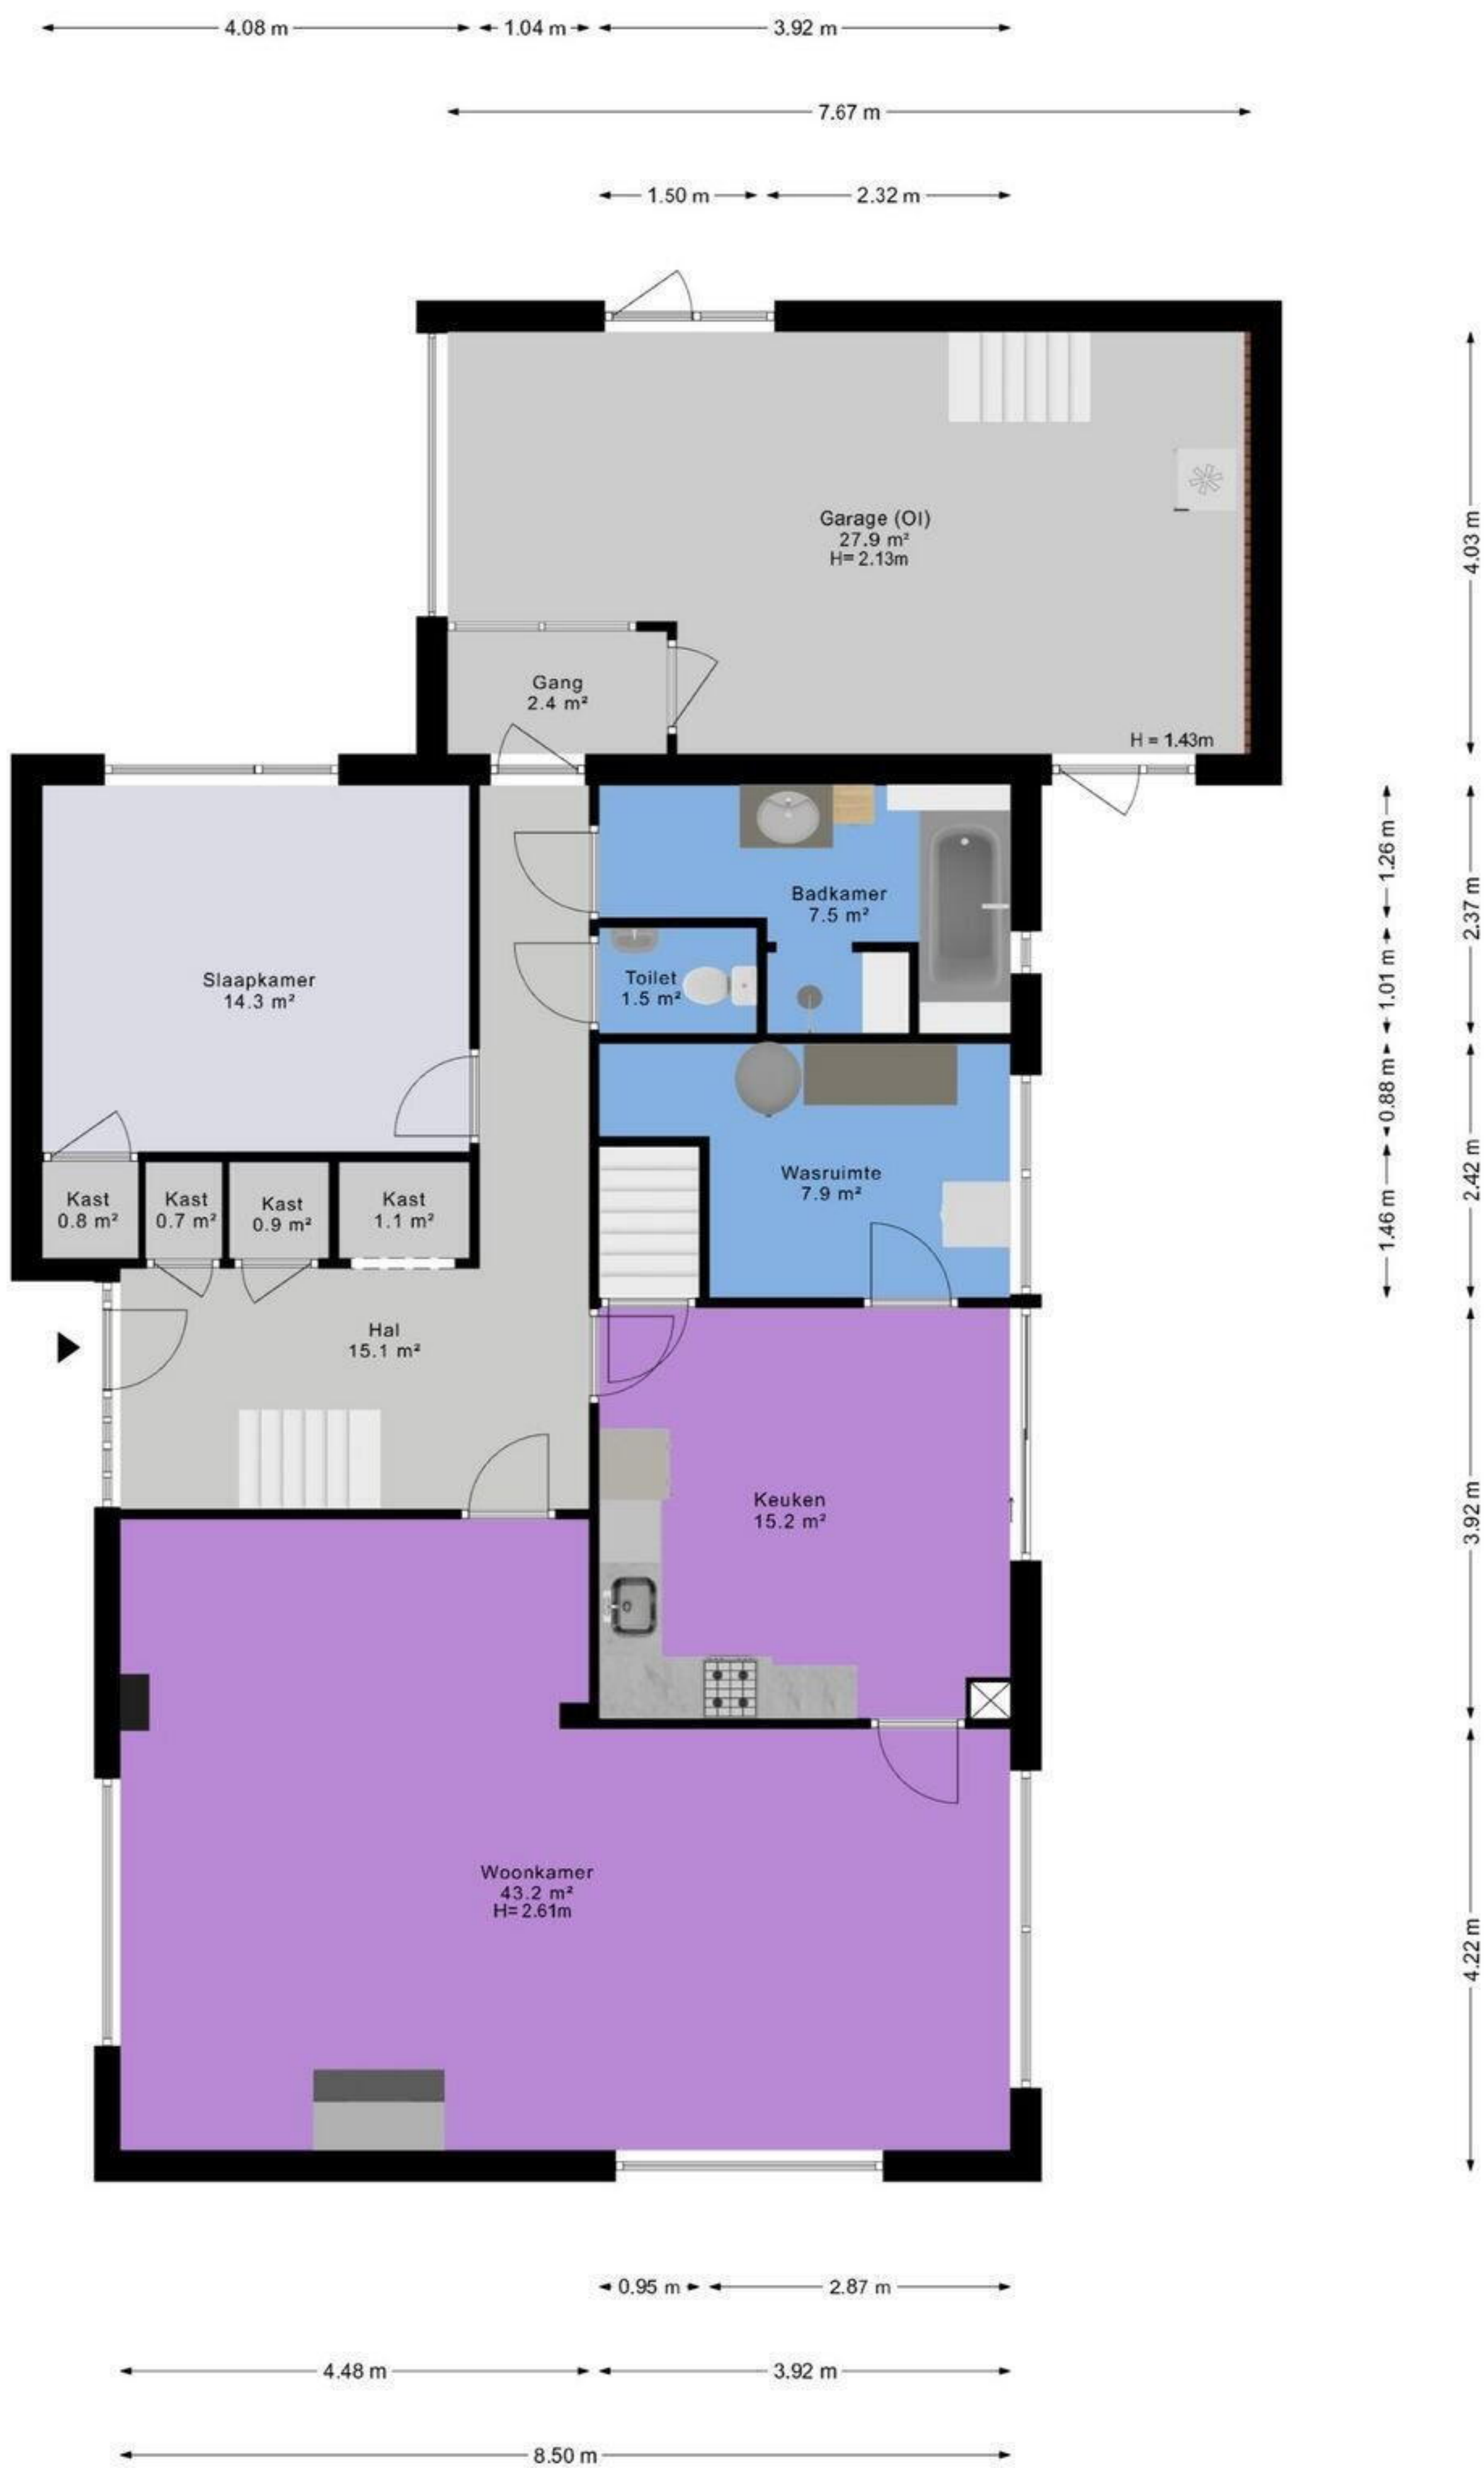 4.08 m
1.04 m
3.92 m
7.67 m
1.50 m
2.32 m
Garage (OI)
27.9 m²
H= 2.13m
4.03 m
Gang
2.4 m²
H = 1.43m
1.26 m
2.37 m
Badkamer
7.5 m²
Slaapkamer
14.3 m²
Toilet
1.5 m²
1.01 m
0.88 m
Wasruimte
7.9 m²
2.42 m
1.46 m
Kast
0.8 m²
Kast
0.7 m²
Kast
0.9 m²
Kast
1.1 m²
Hal
15.1 m²
Keuken
15.2 m²
3.92 m
Woonkamer
43.2 m²
H= 2.61m
4.22 m
0.95 m
2.87 m
4.48 m
3.92 m
8.50 m